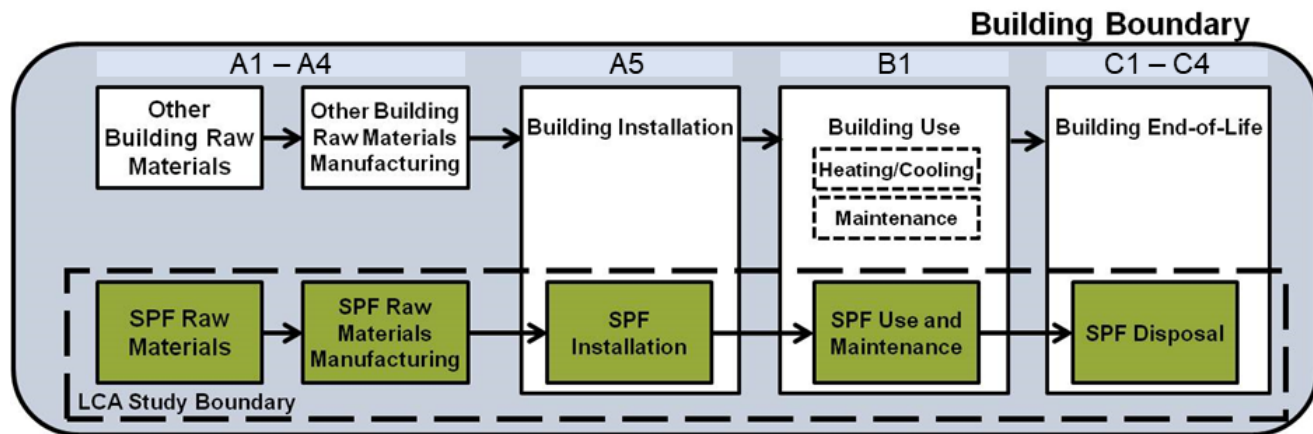 Building Boundary
A1 – A4
A5
B1
C1 – C4
Other
Building Raw
Materials
Other Building
Raw Materials
Manufacturing
Building Installation
Building Use
Heating/Cooling
Maintenance
Building End-of-Life
SPF Raw
Materials
SPF Raw
Materials
Manufacturing
SPF
Installation
SPF Use and
Maintenance
SPF Disposal
LCA Study Boundary